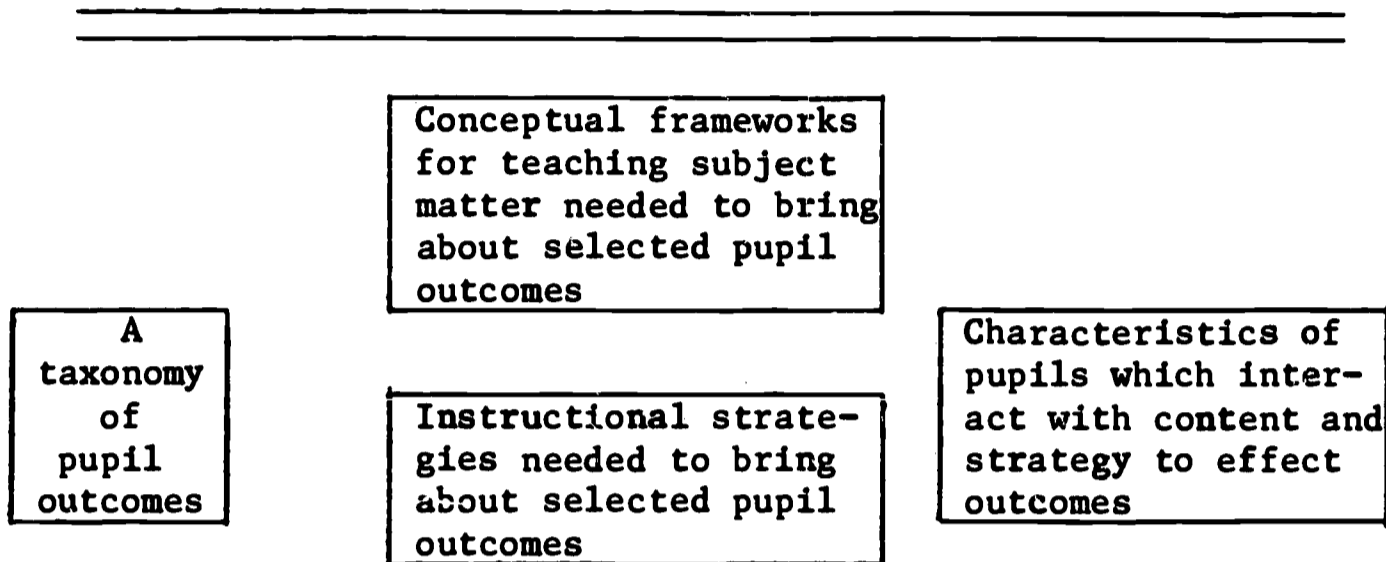 Conceptual frameworks
for teaching subject
matter needed to bring
about selected pupil
outcomes
A
taxonomy
of
pupil
outcomes
Instructional strate-
gies needed to bring
about selected pupil
outcomes
Characteristics of
pupils which inter-
act with content and
strategy to effect
outcomes